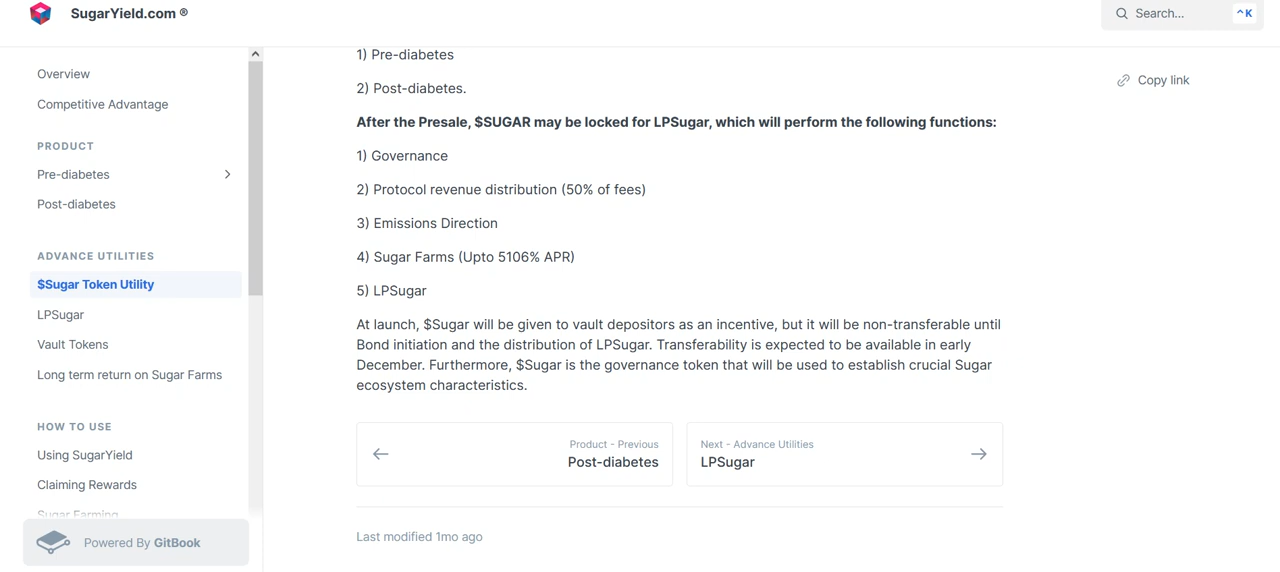 SugarYield.com ®
Search...
^K
Overview
Competitive Advantage
PRODUCT
Pre-diabetes
Post-diabetes
ADVANCE UTILITIES
$Sugar Token Utility
LPSugar
Vault Tokens
Long term return on Sugar Farms
HOW TO USE
Using SugarYield
Claiming Rewards
Sugar Farming
Powered By GitBook
1) Pre-diabetes
2) Post-diabetes.
After the Presale, $SUGAR may be locked for LPSugar, which will perform the following functions:
1) Governance
2) Protocol revenue distribution (50% of fees)
3) Emissions Direction
4) Sugar Farms (Upto 5106% APR)
5) LPSugar
At launch, $Sugar will be given to vault depositors as an incentive, but it will be non-transferable until
Bond initiation and the distribution of LPSugar. Transferability is expected to be available in early
December. Furthermore, $Sugar is the governance token that will be used to establish crucial Sugar
ecosystem characteristics.
Product - Previous
Post-diabetes
Next - Advance Utilities
LPSugar
Last modified 1mo ago
Copy link